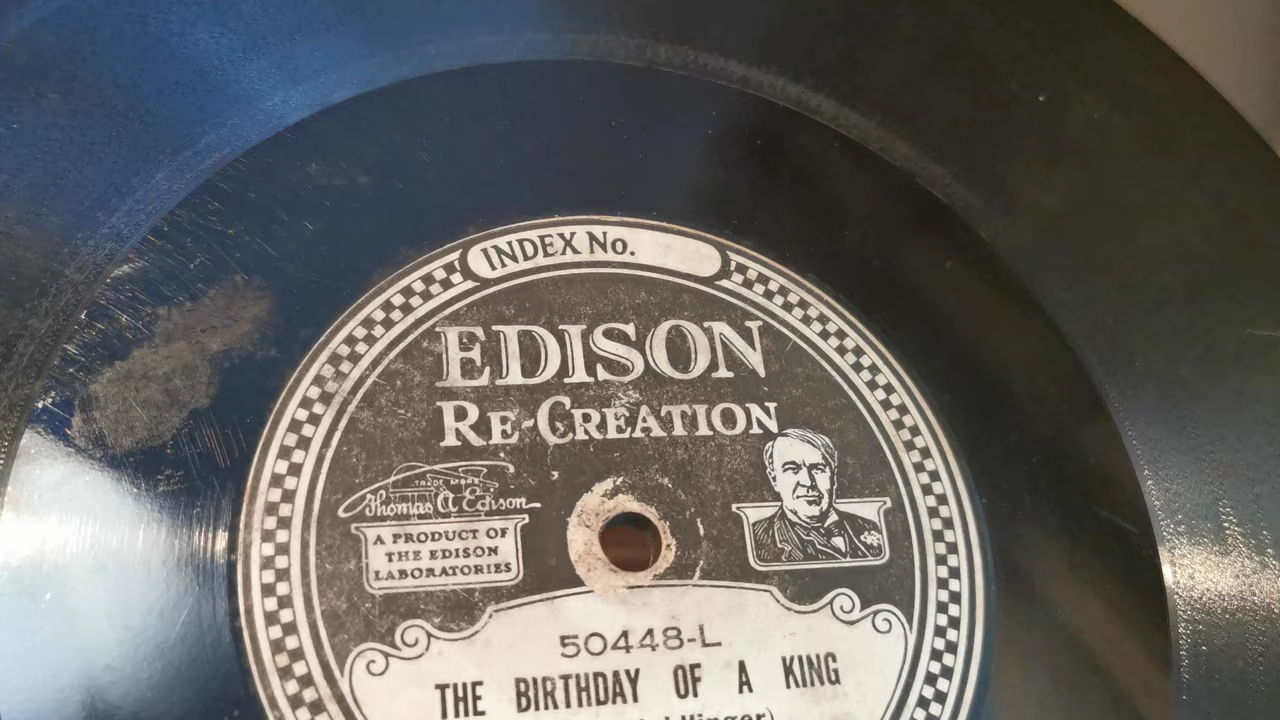 INDEX No.
EDISON
RE-CREATION
TRADE MARK
Thomas A Edison
A PRODUCT OF
THE EDISON
LABORATORIES
50448-L
THE BIRTHDAY OF A KING